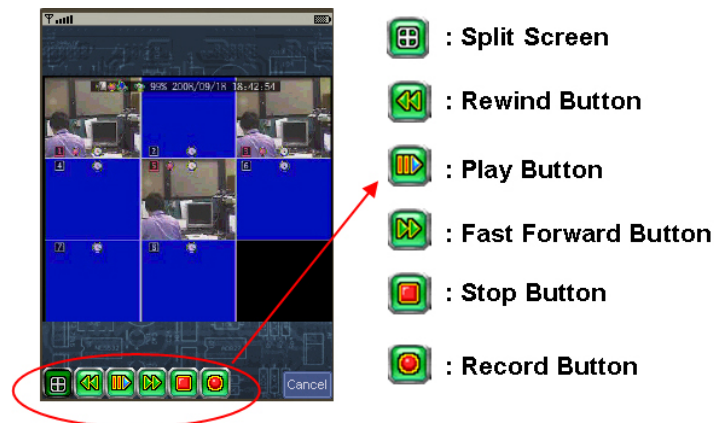 99% 2008/09/18 18:42:54
1
2
3
4
5
6
7
8
Cancel
: Split Screen
: Rewind Button
: Play Button
: Fast Forward Button
: Stop Button
: Record Button